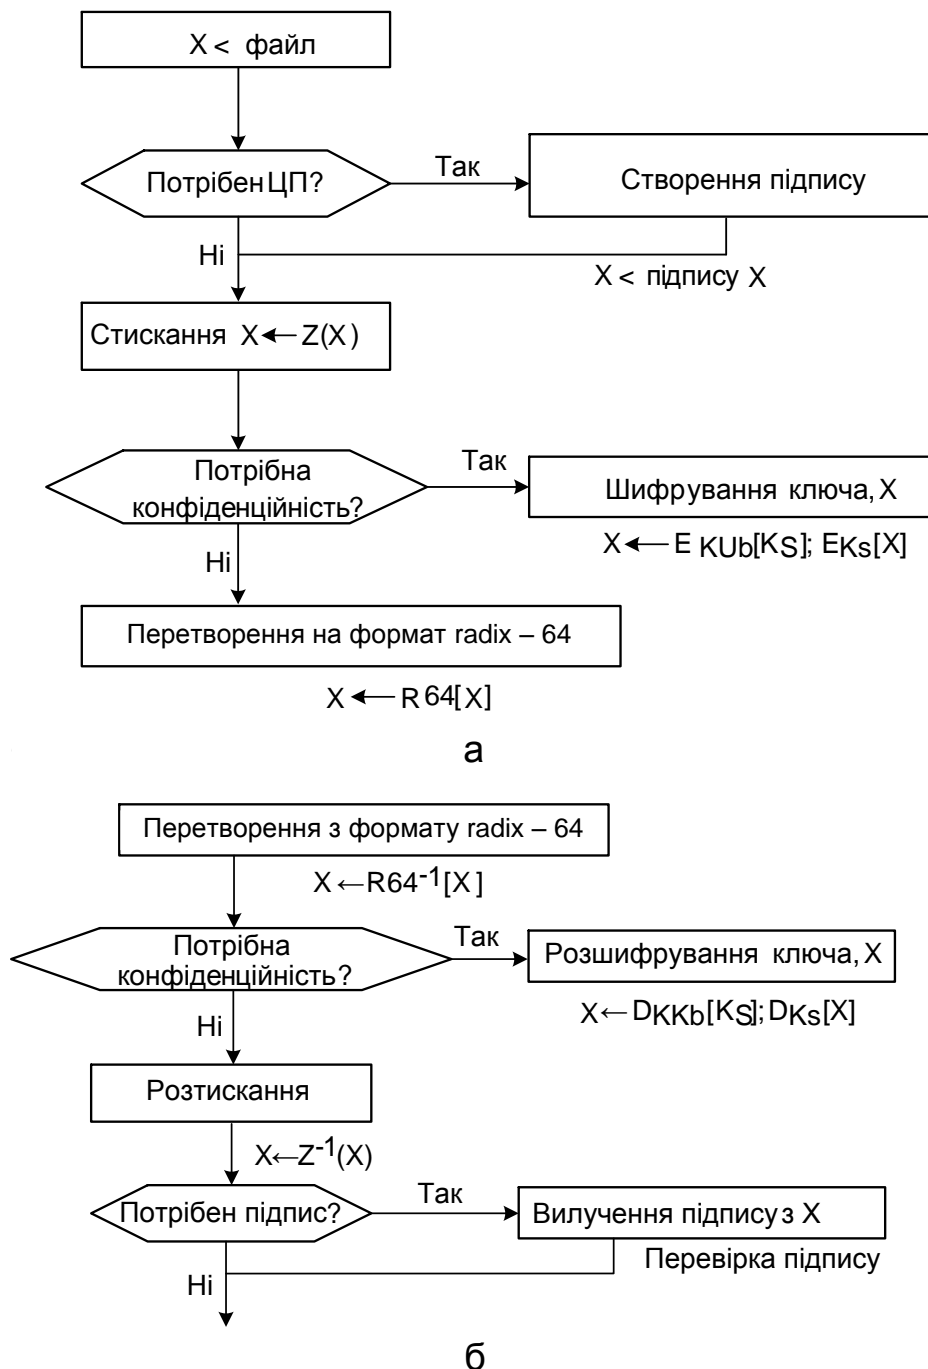 X < файл
Потрібен ЦП?
Так
Створення підпису
Ні
X < підпису X
Стискання X ← Z(X)
Потрібна
конфіденційність?
Так
Шифрування ключа, X
X ← E KUb[KS]; EKs[X]
Ні
Перетворення на формат radix – 64
X ← R 64[X]
а
Перетворення з формату radix – 64
X ← R64⁻¹[X]
Потрібна
конфіденційність?
Так
Розшифрування ключа, X
X ← DKKb[KS]; DKs[X]
Ні
Розтискання
X ← Z⁻¹(X)
Потрібен підпис?
Так
Вилучення підпису з X
Перевірка підпису
Ні
б